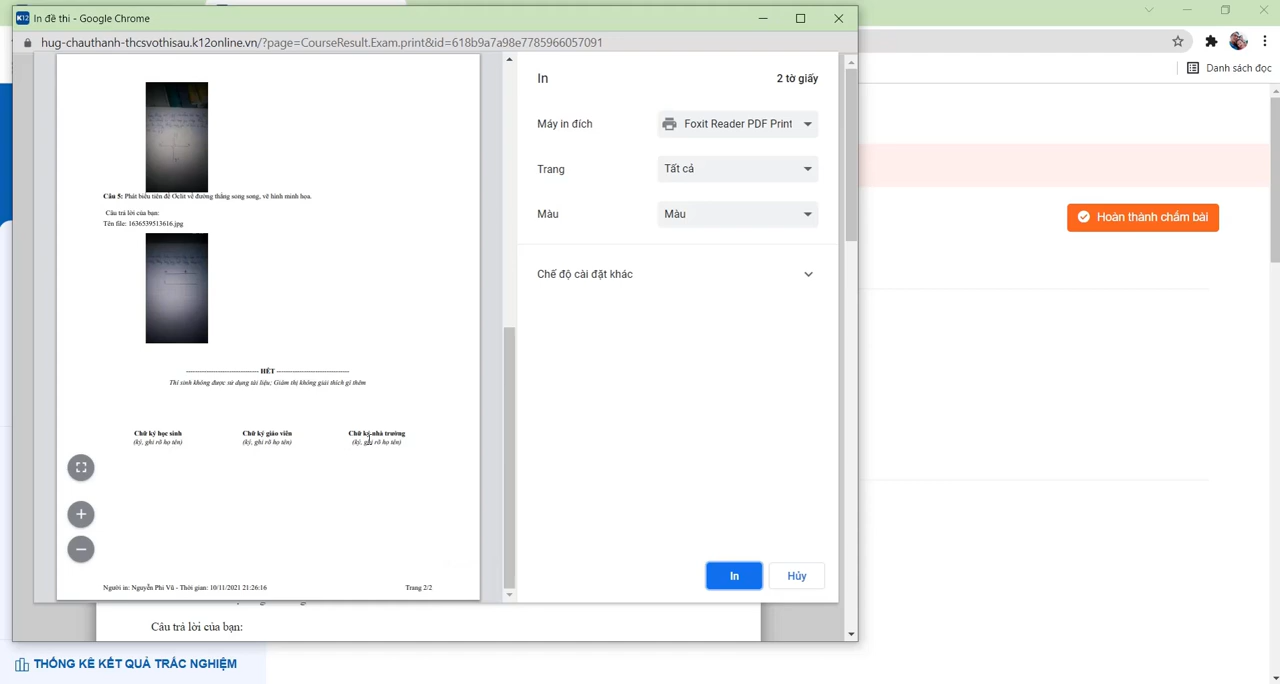 In đề thi - Google Chrome
hug-chauthanh-thcsvothisau.k12online.vn/?page=CourseResult.Exam.print&id=618b9a7a98e7785966057091
Danh sách đọc
In
2 tờ giấy
Máy in đích
Foxit Reader PDF Print
Trang
Tất cả
Màu
Màu
Chế độ cài đặt khác
In
Hủy
Hoàn thành chấm bài
Câu 5: Phát biểu tiên đề Ơclit về đường thẳng song song, vẽ hình minh họa.
Câu trả lời của bạn:
Tên file: 1636539513616.jpg
------------------------------- HẾT -------------------------------
Thí sinh không được sử dụng tài liệu; Giám thị không giải thích gì thêm
Chữ ký học sinh
(ký, ghi rõ họ tên)
Chữ ký giáo viên
(ký, ghi rõ họ tên)
Chữ ký nhà trường
(ký, ghi rõ họ tên)
Người in: Nguyễn Phi Vũ - Thời gian: 10/11/2021 21:26:16
Trang 2/2
Câu trả lời của bạn:
THỐNG KÊ KẾT QUẢ TRẮC NGHIỆM